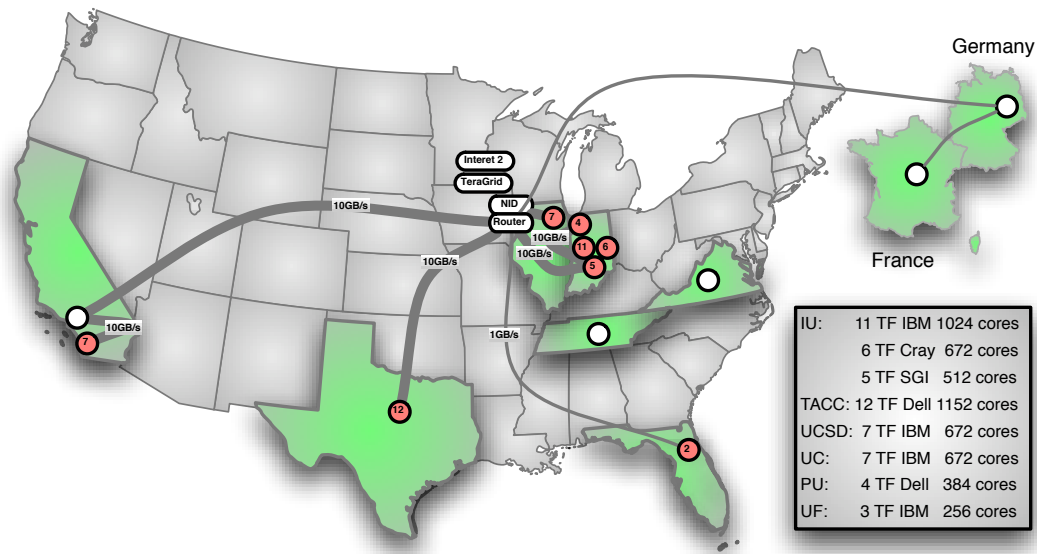 Germany
France
Interet 2
TeraGrid
NID
Router
10GB/s
10GB/s
10GB/s
10GB/s
10GB/s
1GB/s
7
4
11
6
5
7
12
2
IU: 11 TF IBM 1024 cores
6 TF Cray 672 cores
5 TF SGI 512 cores
TACC: 12 TF Dell 1152 cores
UCSD: 7 TF IBM 672 cores
UC: 7 TF IBM 672 cores
PU: 4 TF Dell 384 cores
UF: 3 TF IBM 256 cores